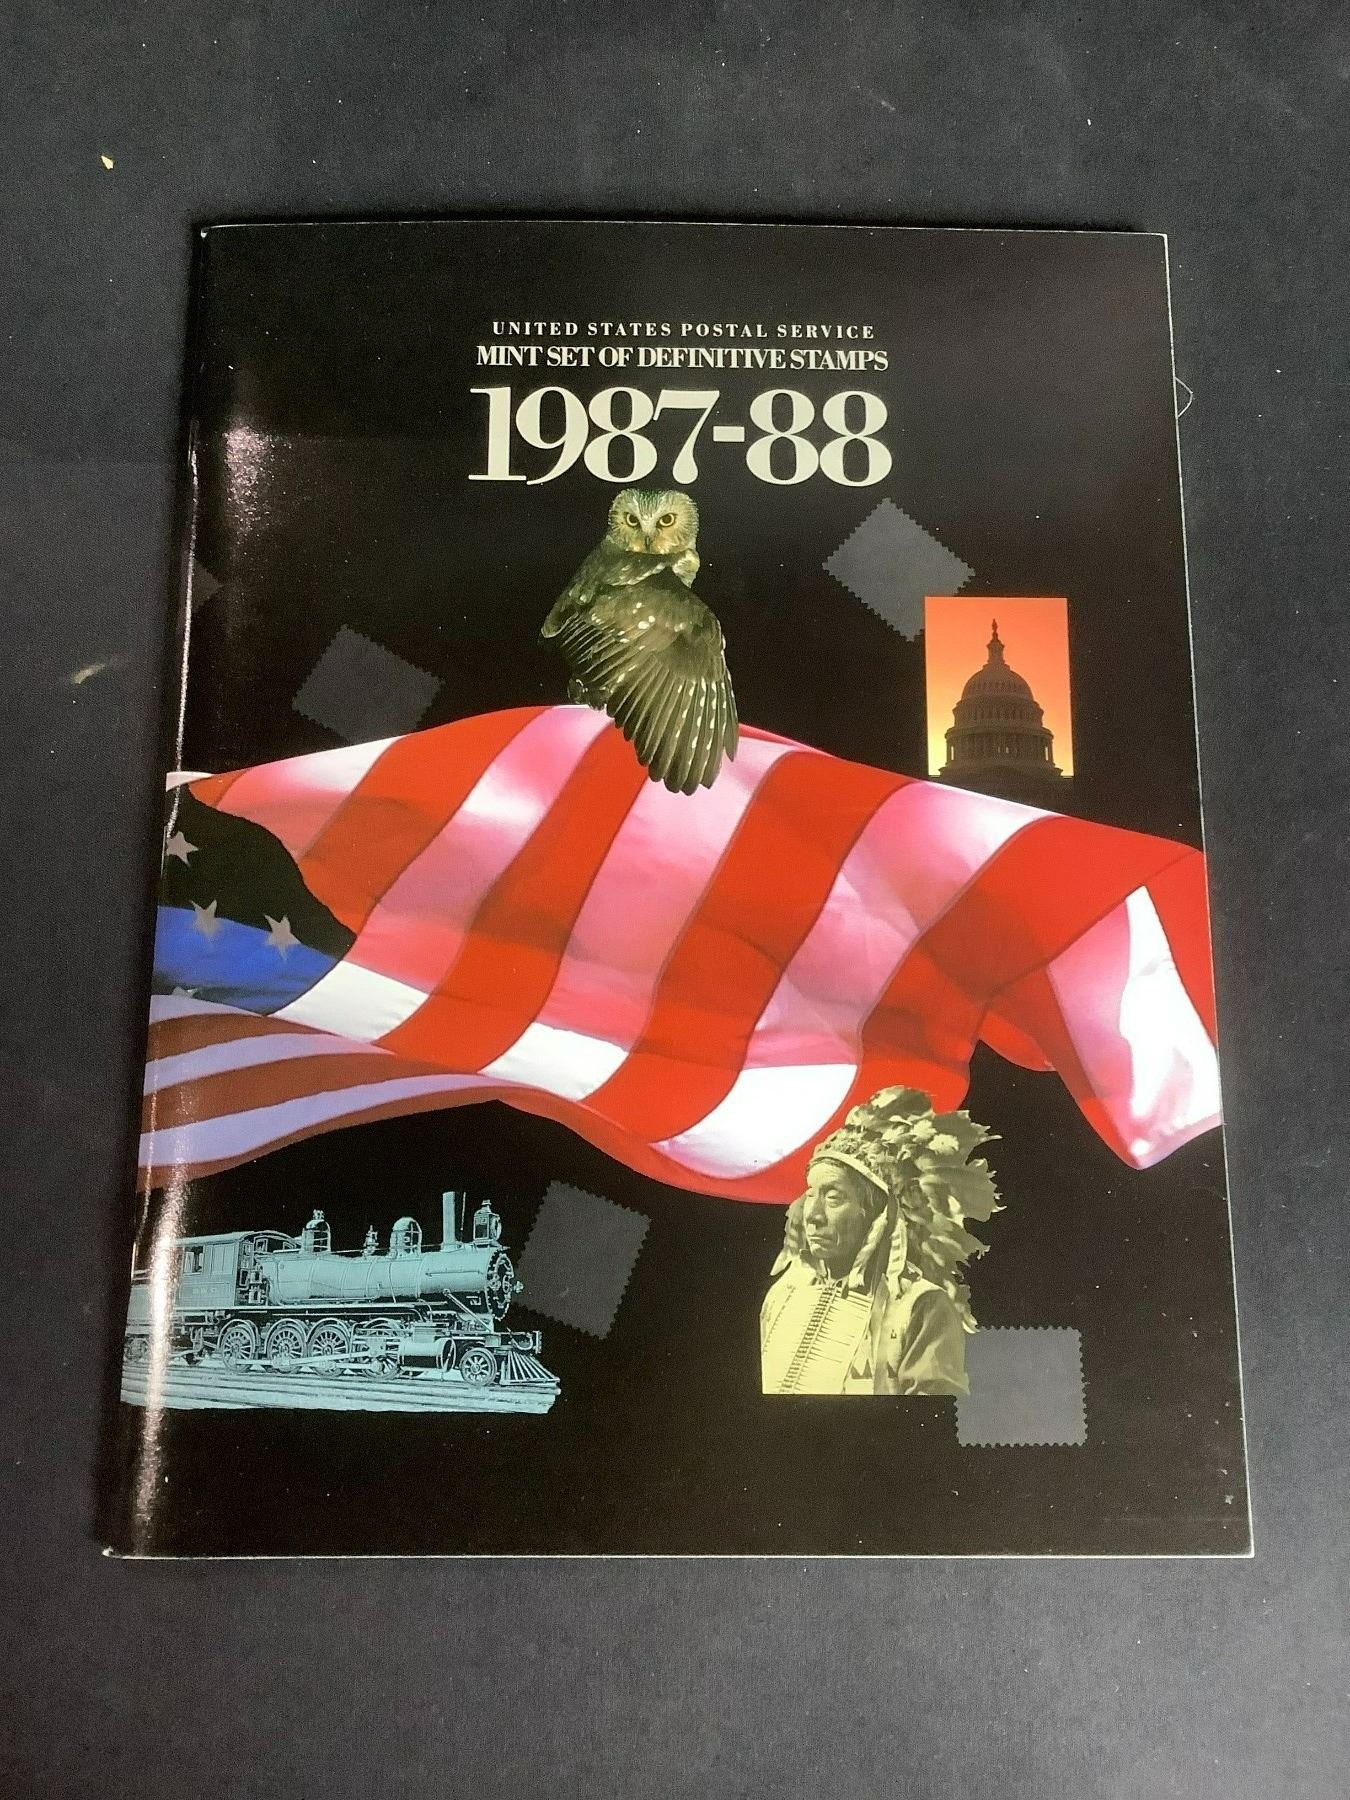 UNITED STATES POSTAL SERVICE
MINT SET OF DEFINITIVE STAMPS
1987-88